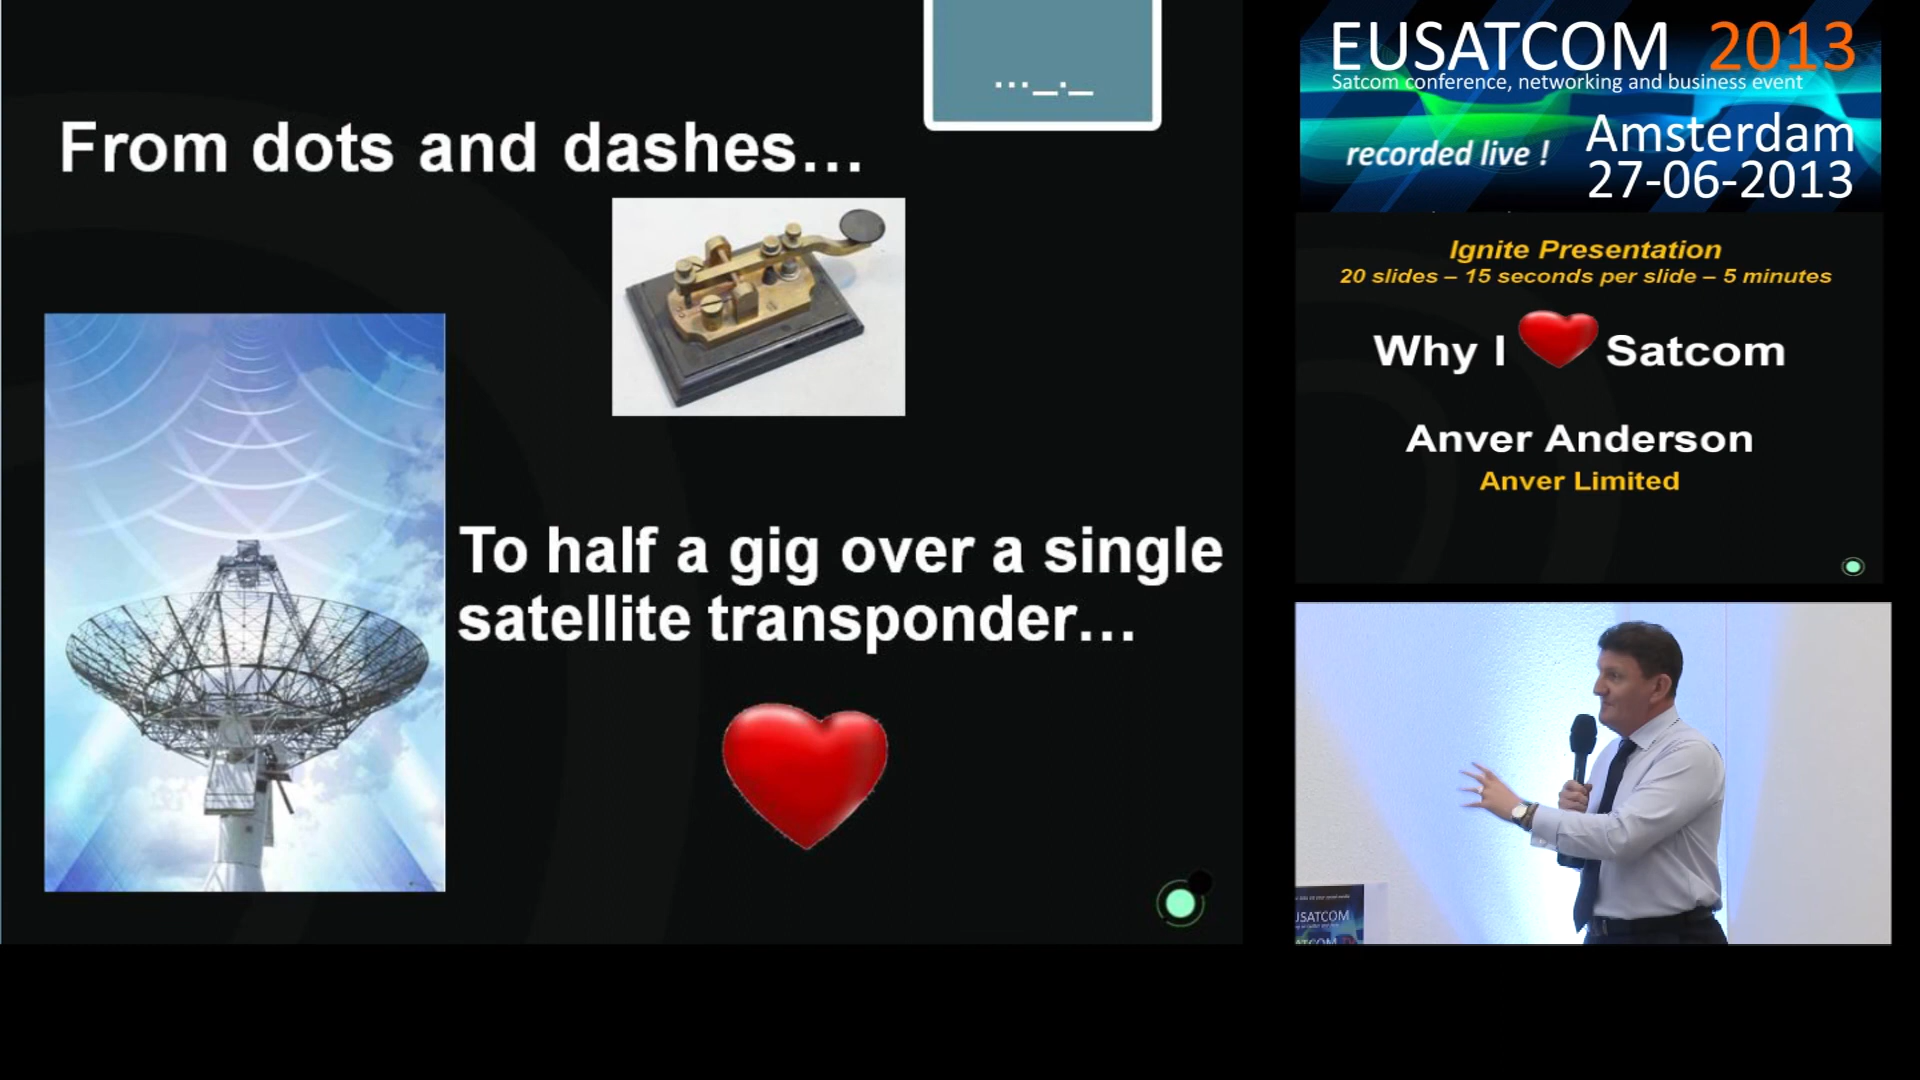 ..._._
From dots and dashes...
To half a gig over a single
satellite transponder...
EUSATCOM 2013
Satcom conference, networking and business event
recorded live !
Amsterdam
27-06-2013
Ignite Presentation
20 slides – 15 seconds per slide – 5 minutes
Why I Satcom
Anver Anderson
Anver Limited
USATCOM